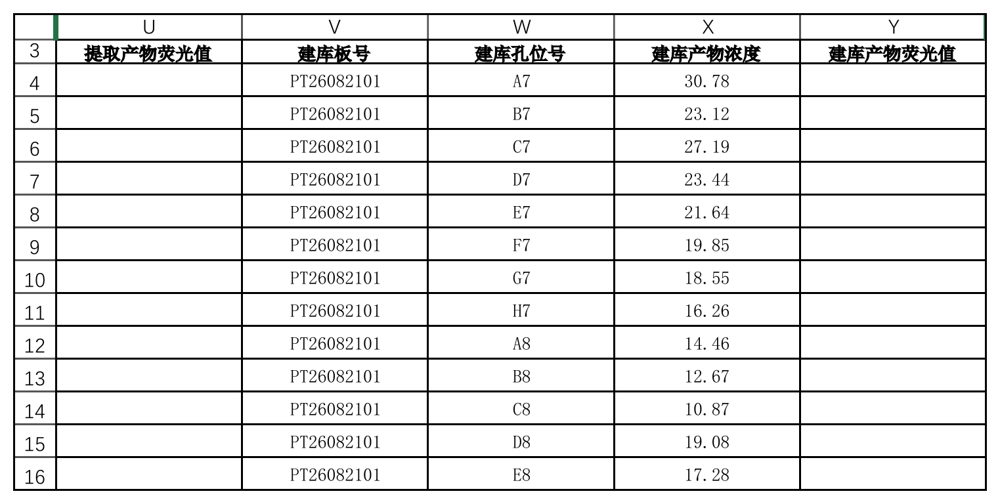 U V W X Y
3 提取产物荧光值 建库板号 建库孔位号 建库产物浓度 建库产物荧光值
4 PT26082101 A7 30.78
5 PT26082101 B7 23.12
6 PT26082101 C7 27.19
7 PT26082101 D7 23.44
8 PT26082101 E7 21.64
9 PT26082101 F7 19.85
10 PT26082101 G7 18.55
11 PT26082101 H7 16.26
12 PT26082101 A8 14.46
13 PT26082101 B8 12.67
14 PT26082101 C8 10.87
15 PT26082101 D8 19.08
16 PT26082101 E8 17.28